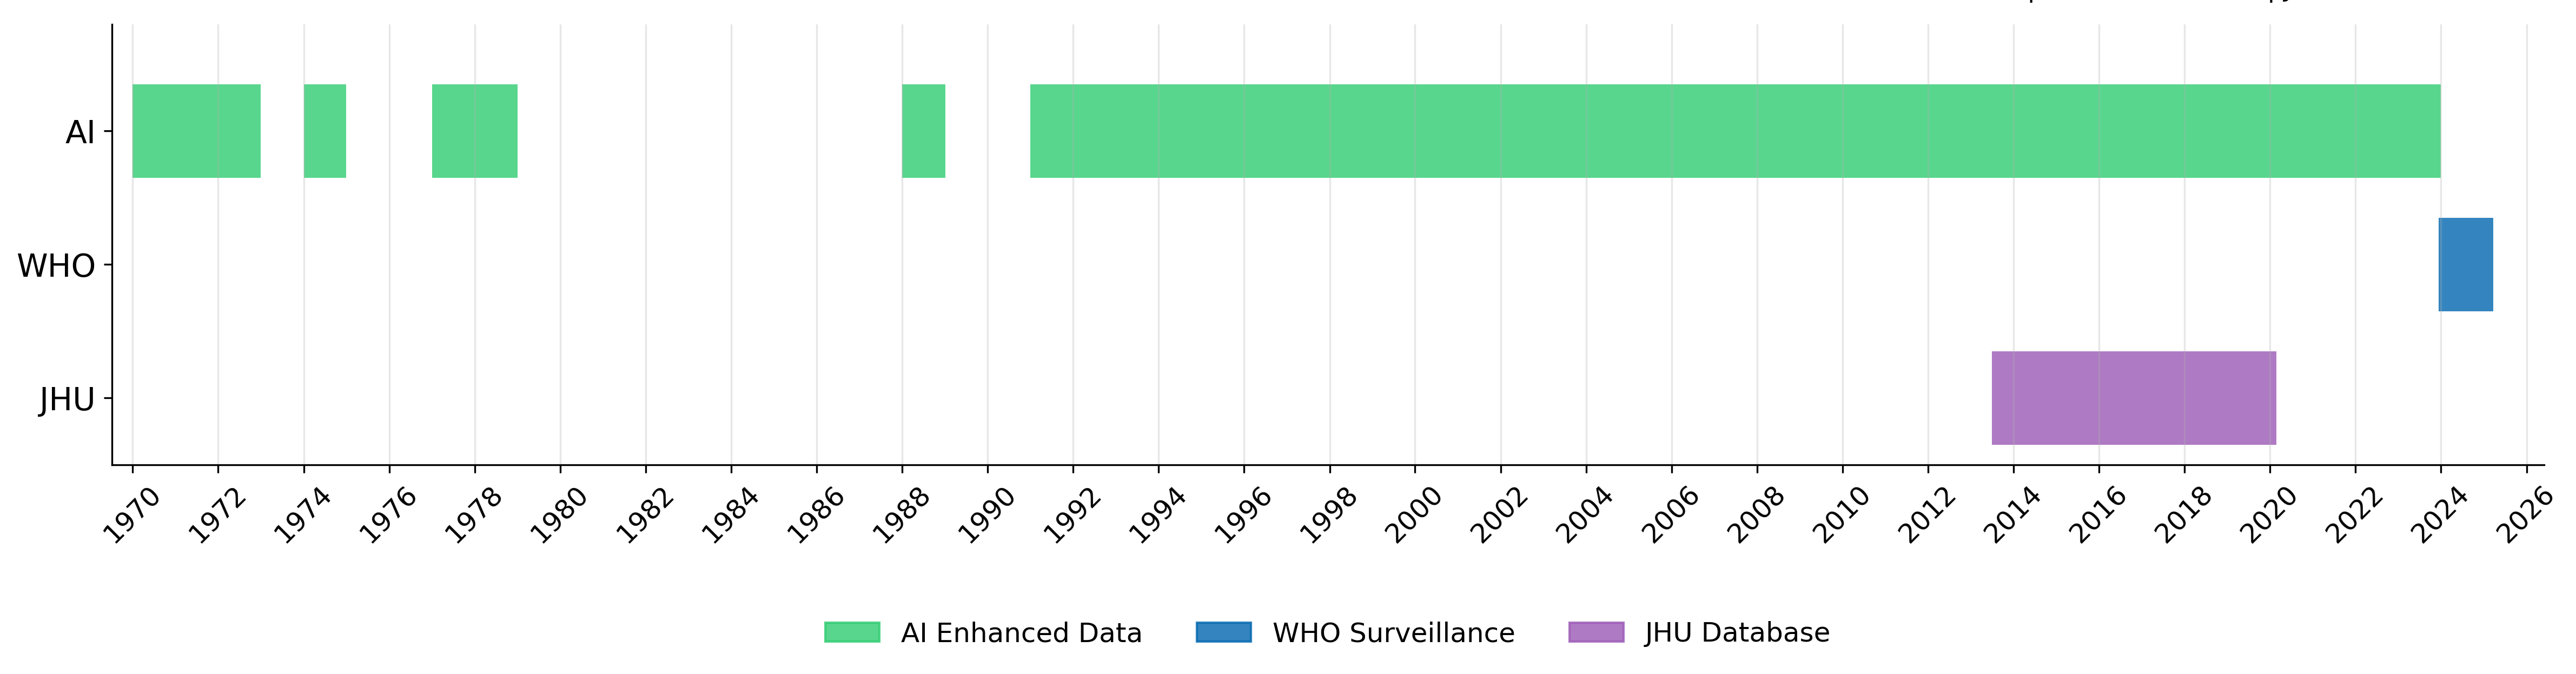 AI
WHO
JHU
1970 1972 1974 1976 1978 1980 1982 1984 1986 1988 1990 1992 1994 1996 1998 2000 2002 2004 2006 2008 2010 2012 2014 2016 2018 2020 2022 2024 2026
AI Enhanced Data WHO Surveillance JHU Database